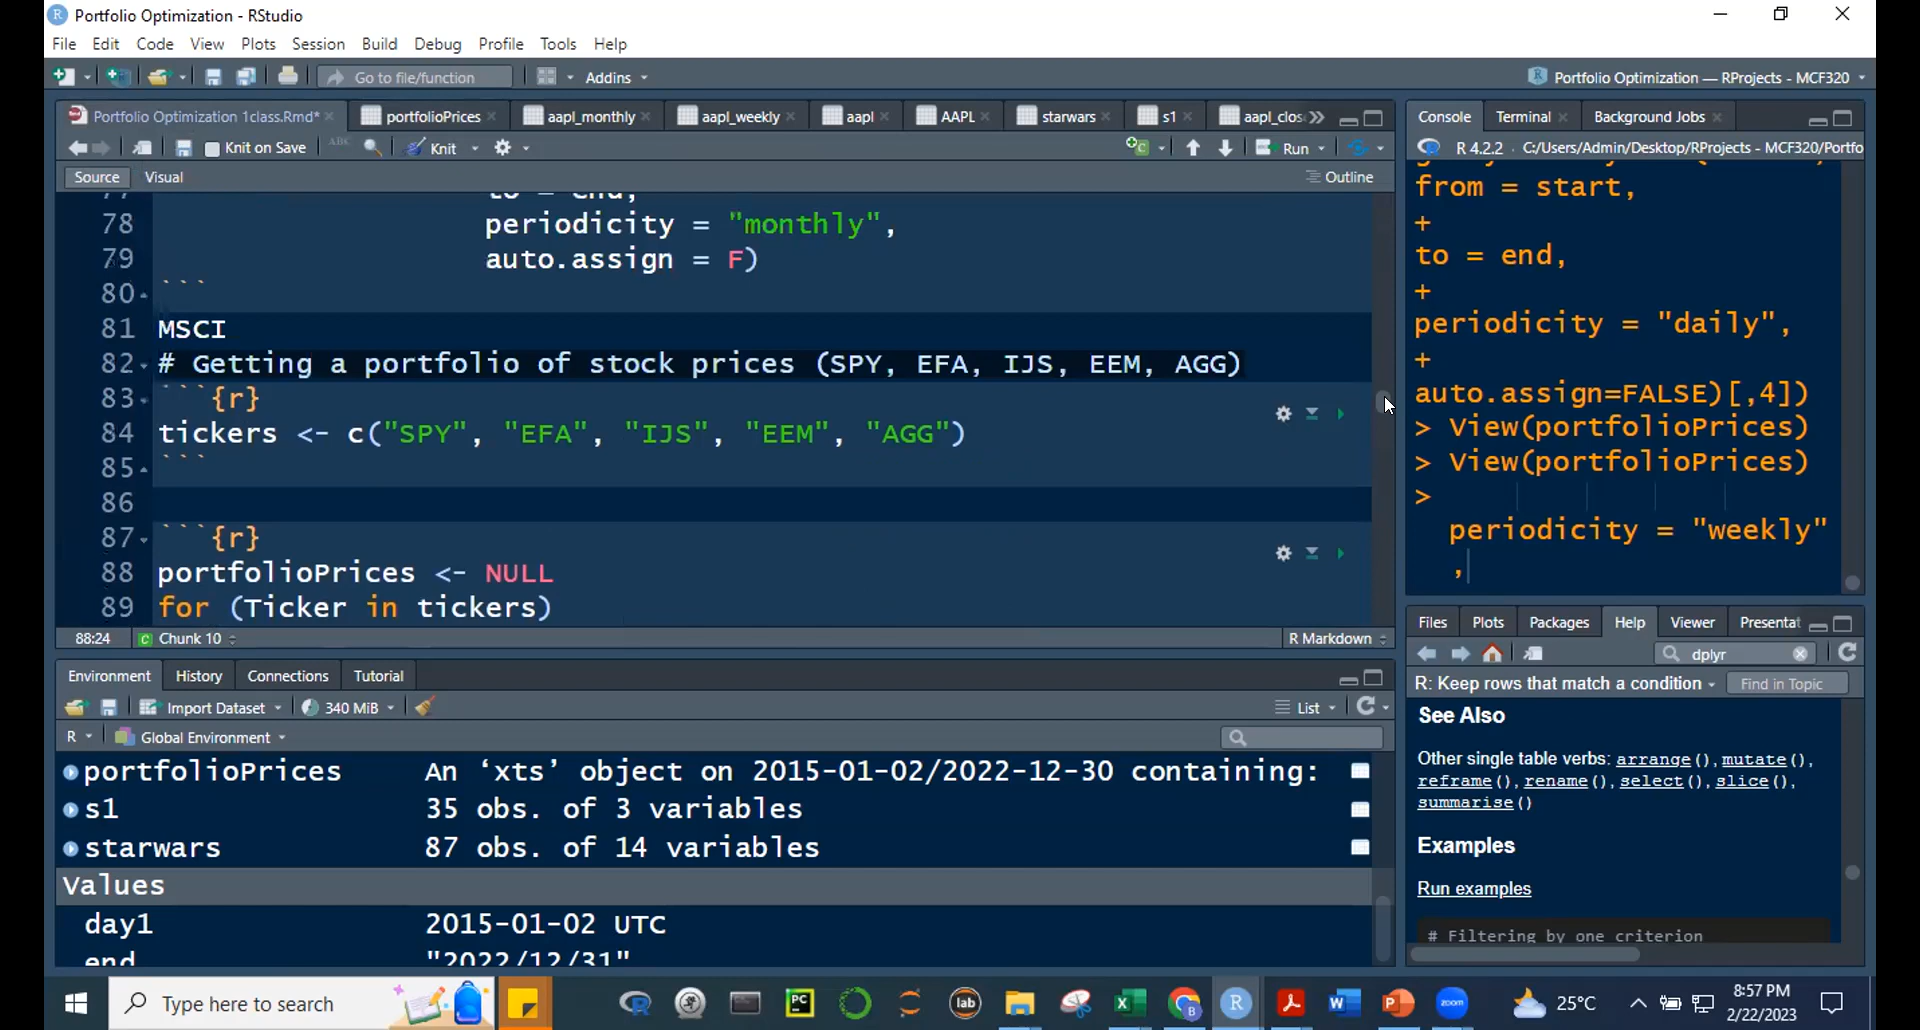 Portfolio Optimization - RStudio
File Edit Code View Plots Session Build Debug Profile Tools Help
Go to file/function Addins Portfolio Optimization — RProjects - MCF320
Portfolio Optimization 1class.Rmd* portfolioPrices aapl_monthly aapl_weekly aapl AAPL starwars s1 aapl_clos
Knit on Save ABC Knit Run
Source Visual Outline
77 to = end,
78 periodicity = "monthly",
79 auto.assign = F)
80 ```
81 MSCI
82 # Getting a portfolio of stock prices (SPY, EFA, IJS, EEM, AGG)
83 ```{r}
84 tickers <- c("SPY", "EFA", "IJS", "EEM", "AGG")
85 ```
86
87 ```{r}
88 portfolioPrices <- NULL
89 for (Ticker in tickers)
88:24 Chunk 10 R Markdown
Environment History Connections Tutorial
Import Dataset 340 MiB List
R Global Environment
portfolioPrices An ‘xts’ object on 2015-01-02/2022-12-30 containing:
s1 35 obs. of 3 variables
starwars 87 obs. of 14 variables
Values
day1 2015-01-02 UTC
end "2022/12/31"
Console Terminal Background Jobs
R 4.2.2 · C:/Users/Admin/Desktop/RProjects - MCF320/Portfo
from = start,
+
to = end,
+
periodicity = "daily",
+
auto.assign=FALSE)[,4])
> View(portfolioPrices)
> View(portfolioPrices)
>
periodicity = "weekly"
,
Files Plots Packages Help Viewer Presentat
dplyr
R: Keep rows that match a condition Find in Topic
See Also
Other single table verbs: arrange(), mutate(),
reframe(), rename(), select(), slice(),
summarise()
Examples
Run examples
# Filtering by one criterion
Type here to search PC lab zoom 25°C 8:57 PM
2/22/2023